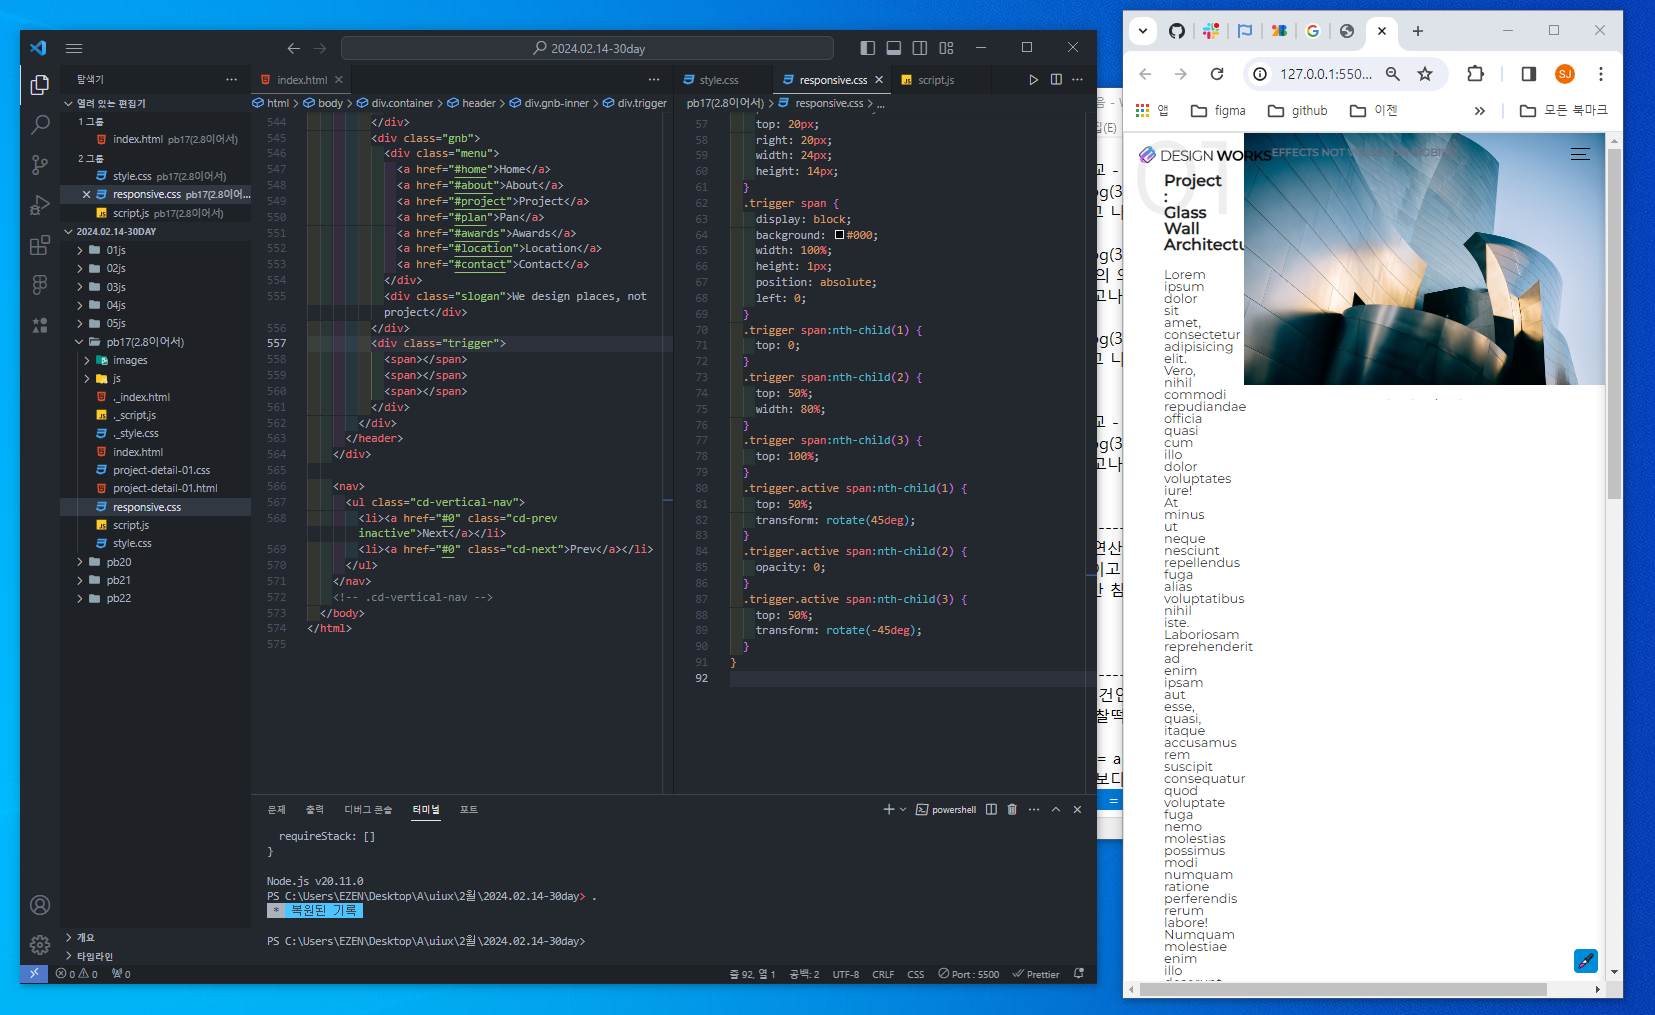 2024.02.14-30day
탐색기
열려 있는 편집기
1 그룹
index.html pb17(2.8이어서)
2 그룹
style.css pb17(2.8이어서)
responsive.css pb17(2.8이어...
script.js pb17(2.8이어서)
2024.02.14-30DAY
01js
02js
03js
04js
05js
pb17(2.8이어서)
images
js
._index.html
._script.js
._style.css
index.html
project-detail-01.css
project-detail-01.html
responsive.css
script.js
style.css
pb20
pb21
pb22
개요
타임라인
index.html
html > body > div.container > header > div.gnb-inner > div.trigger
544 </div>
545 <div class="gnb">
546 <div class="menu">
547 <a href="#home">Home</a>
548 <a href="#about">About</a>
549 <a href="#project">Project</a>
550 <a href="#plan">Pan</a>
551 <a href="#awards">Awards</a>
552 <a href="#location">Location</a>
553 <a href="#contact">Contact</a>
554 </div>
555 <div class="slogan">We design places, not
project</div>
556 </div>
557 <div class="trigger">
558 <span></span>
559 <span></span>
560 <span></span>
561 </div>
562 </div>
563 </header>
564 </div>
565
566 <nav>
567 <ul class="cd-vertical-nav">
568 <li><a href="#0" class="cd-prev
inactive">Next</a></li>
569 <li><a href="#0" class="cd-next">Prev</a></li>
570 </ul>
571 </nav>
572 <!-- .cd-vertical-nav -->
573 </body>
574 </html>
575
style.css responsive.css script.js
pb17(2.8이어서) > responsive.css > ...
57 top: 20px;
58 right: 20px;
59 width: 24px;
60 height: 14px;
61 }
62 .trigger span {
63 display: block;
64 background: #000;
65 width: 100%;
66 height: 1px;
67 position: absolute;
68 left: 0;
69 }
70 .trigger span:nth-child(1) {
71 top: 0;
72 }
73 .trigger span:nth-child(2) {
74 top: 50%;
75 width: 80%;
76 }
77 .trigger span:nth-child(3) {
78 top: 100%;
79 }
80 .trigger.active span:nth-child(1) {
81 top: 50%;
82 transform: rotate(45deg);
83 }
84 .trigger.active span:nth-child(2) {
85 opacity: 0;
86 }
87 .trigger.active span:nth-child(3) {
88 top: 50%;
89 transform: rotate(-45deg);
90 }
91 }
92
문제 출력 디버그 콘솔 터미널 포트
powershell
requireStack: []
}
Node.js v20.11.0
PS C:\Users\EZEN\Desktop\A\uiux\2월\2024.02.14-30day> .
* 복원된 기록
PS C:\Users\EZEN\Desktop\A\uiux\2월\2024.02.14-30day>
0 0 0
줄 92, 열 1 공백: 2 UTF-8 CRLF CSS Port : 5500 Prettier
127.0.0.1:550...
SJ
앱 figma github 이젠 » 모든 북마크
01
DESIGN WORKS
Project
:
Glass
Wall
Architectu
Lorem
ipsum
dolor
sit
amet,
consectetur
adipisicing
elit.
Vero,
nihil
commodi
repudiandae
officia
quasi
cum
illo
dolor
voluptates
iure!
At
minus
ut
neque
nesciunt
repellendus
fuga
alias
voluptatibus
nihil
iste.
Laboriosam
reprehenderit
ad
enim
ipsam
aut
esse,
quasi,
itaque
accusamus
rem
suscipit
consequatur
quod
voluptate
fuga
nemo
molestias
possimus
modi
numquam
ratione
perferendis
rerum
labore!
Numquam
molestiae
enim
illo